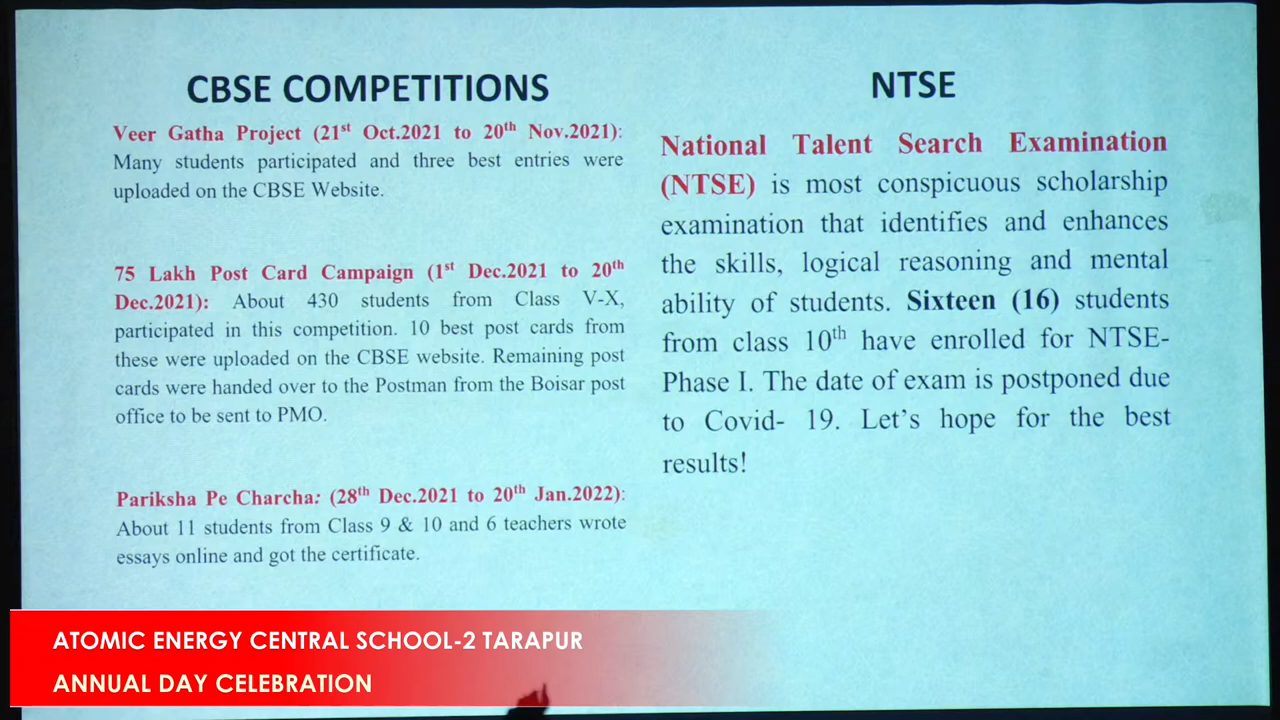 CBSE COMPETITIONS
Veer Gatha Project (21st Oct.2021 to 20th Nov.2021):
Many students participated and three best entries were
uploaded on the CBSE Website.
75 Lakh Post Card Campaign (1st Dec.2021 to 20th
Dec.2021): About 430 students from Class V-X,
participated in this competition. 10 best post cards from
these were uploaded on the CBSE website. Remaining post
cards were handed over to the Postman from the Boisar post
office to be sent to PMO.
Pariksha Pe Charcha: (28th Dec.2021 to 20th Jan.2022):
About 11 students from Class 9 & 10 and 6 teachers wrote
essays online and got the certificate.
NTSE
National Talent Search Examination
(NTSE) is most conspicuous scholarship
examination that identifies and enhances
the skills, logical reasoning and mental
ability of students. Sixteen (16) students
from class 10th have enrolled for NTSE-
Phase I. The date of exam is postponed due
to Covid- 19. Let's hope for the best
results!
ATOMIC ENERGY CENTRAL SCHOOL-2 TARAPUR
ANNUAL DAY CELEBRATION